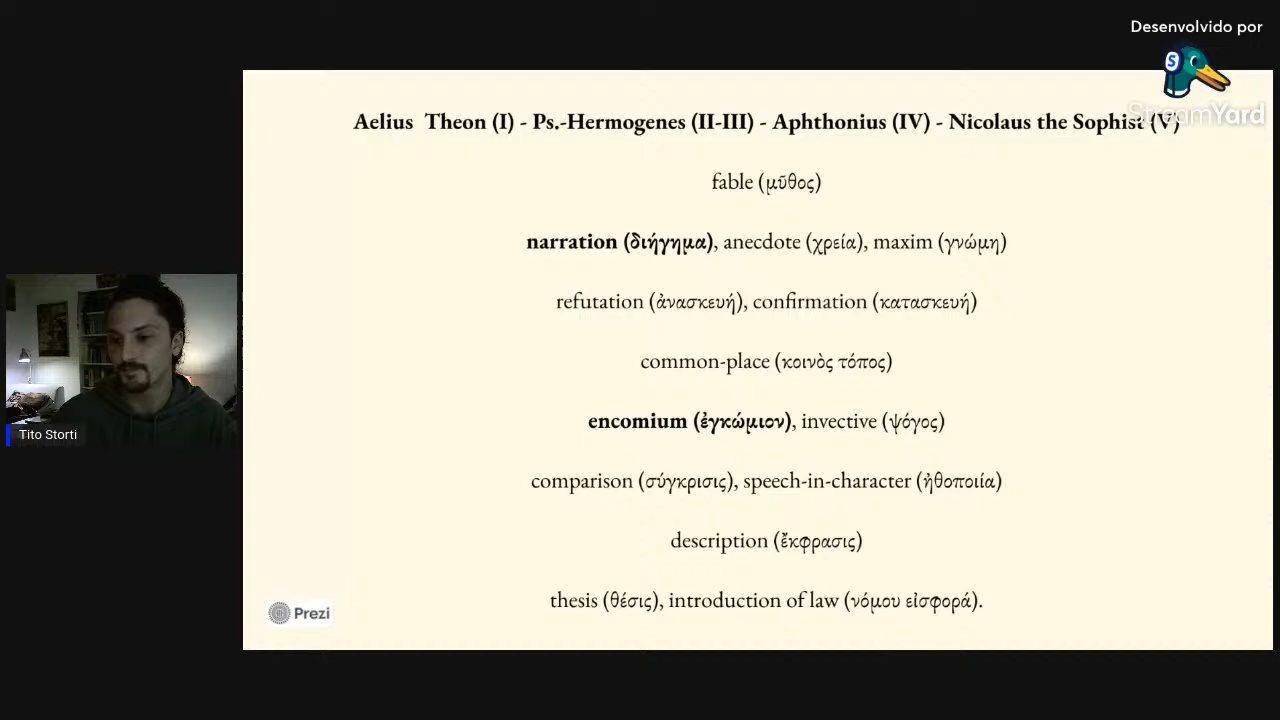 Desenvolvido por
StreamYard
Aelius Theon (I) - Ps.-Hermogenes (II-III) - Aphthonius (IV) - Nicolaus the Sophist (V)
fable (μῦθος)
narration (διήγημα), anecdote (χρεία), maxim (γνώμη)
refutation (ἀνασκευή), confirmation (κατασκευή)
common-place (κοινὸς τόπος)
encomium (ἐγκώμιον), invective (ψόγος)
comparison (σύγκρισις), speech-in-character (ἠθοποιία)
description (ἔκφρασις)
thesis (θέσις), introduction of law (νόμου εἰσφορά).
Tito Storti
Prezi